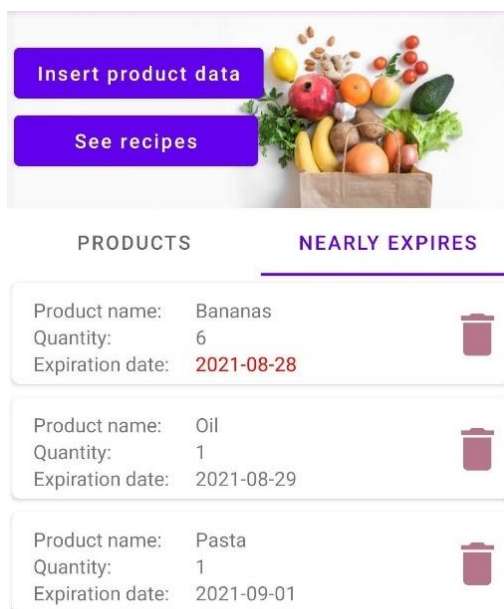 Insert product data
See recipes
PRODUCTS NEARLY EXPIRES
Product name: Bananas
Quantity: 6
Expiration date: 2021-08-28
Product name: Oil
Quantity: 1
Expiration date: 2021-08-29
Product name: Pasta
Quantity: 1
Expiration date: 2021-09-01